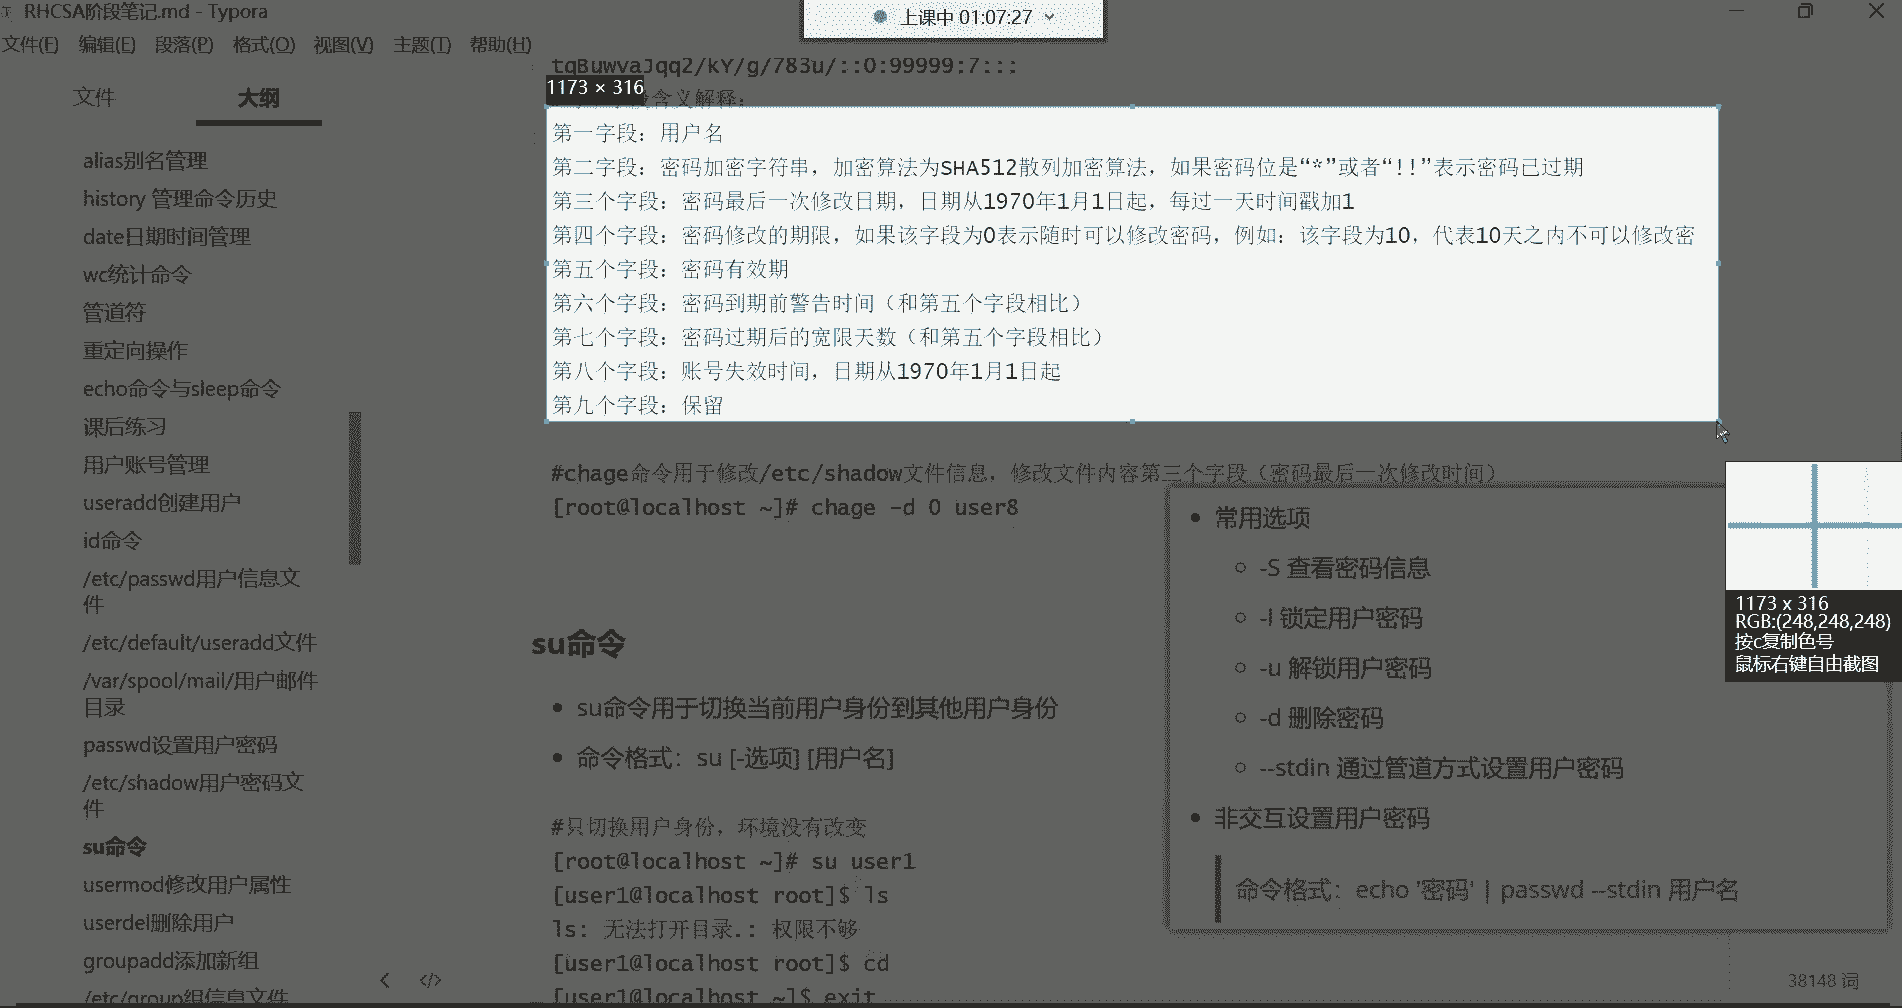 RHCSA阶段笔记.md - Typora
上课中 01:07:27
文件(F) 编辑(E) 段落(P) 格式(O) 视图(V) 主题(T) 帮助(H)
文件 大纲
alias别名管理
history 管理命令历史
date日期时间管理
wc统计命令
管道符
重定向操作
echo命令与sleep命令
课后练习
用户账号管理
useradd创建用户
id命令
/etc/passwd用户信息文
件
/etc/default/useradd文件
/var/spool/mail/用户邮件
目录
passwd设置用户密码
/etc/shadow用户密码文
件
su命令
usermod修改用户属性
userdel删除用户
groupadd添加新组
/etc/group组信息文件
tqBuwvaJqq2/kY/g/783u/::0:99999:7:::
1173 × 316
含义解释：
第一字段：用户名
第二字段：密码加密字符串，加密算法为SHA512散列加密算法，如果密码位是“*”或者“!!”表示密码已过期
第三个字段：密码最后一次修改日期，日期从1970年1月1日起，每过一天时间戳加1
第四个字段：密码修改的期限，如果该字段为0表示随时可以修改密码，例如：该字段为10，代表10天之内不可以修改密
第五个字段：密码有效期
第六个字段：密码到期前警告时间（和第五个字段相比）
第七个字段：密码过期后的宽限天数（和第五个字段相比）
第八个字段：账号失效时间，日期从1970年1月1日起
第九个字段：保留
#chage命令用于修改/etc/shadow文件信息，修改文件内容第三个字段（密码最后一次修改时间）
[root@localhost ~]# chage -d 0 user8
su命令
su命令用于切换当前用户身份到其他用户身份
命令格式：su [-选项] [用户名]
#只切换用户身份，环境没有改变
[root@localhost ~]# su user1
[user1@localhost root]$ ls
ls: 无法打开目录.: 权限不够
[user1@localhost root]$ cd
[user1@localhost ~]$ exit
常用选项
-S 查看密码信息
-l 锁定用户密码
-u 解锁用户密码
-d 删除密码
--stdin 通过管道方式设置用户密码
非交互设置用户密码
命令格式：echo '密码' | passwd --stdin 用户名
1173 x 316
RGB:(248,248,248)
按c复制色号
鼠标右键自由截图
38148 词